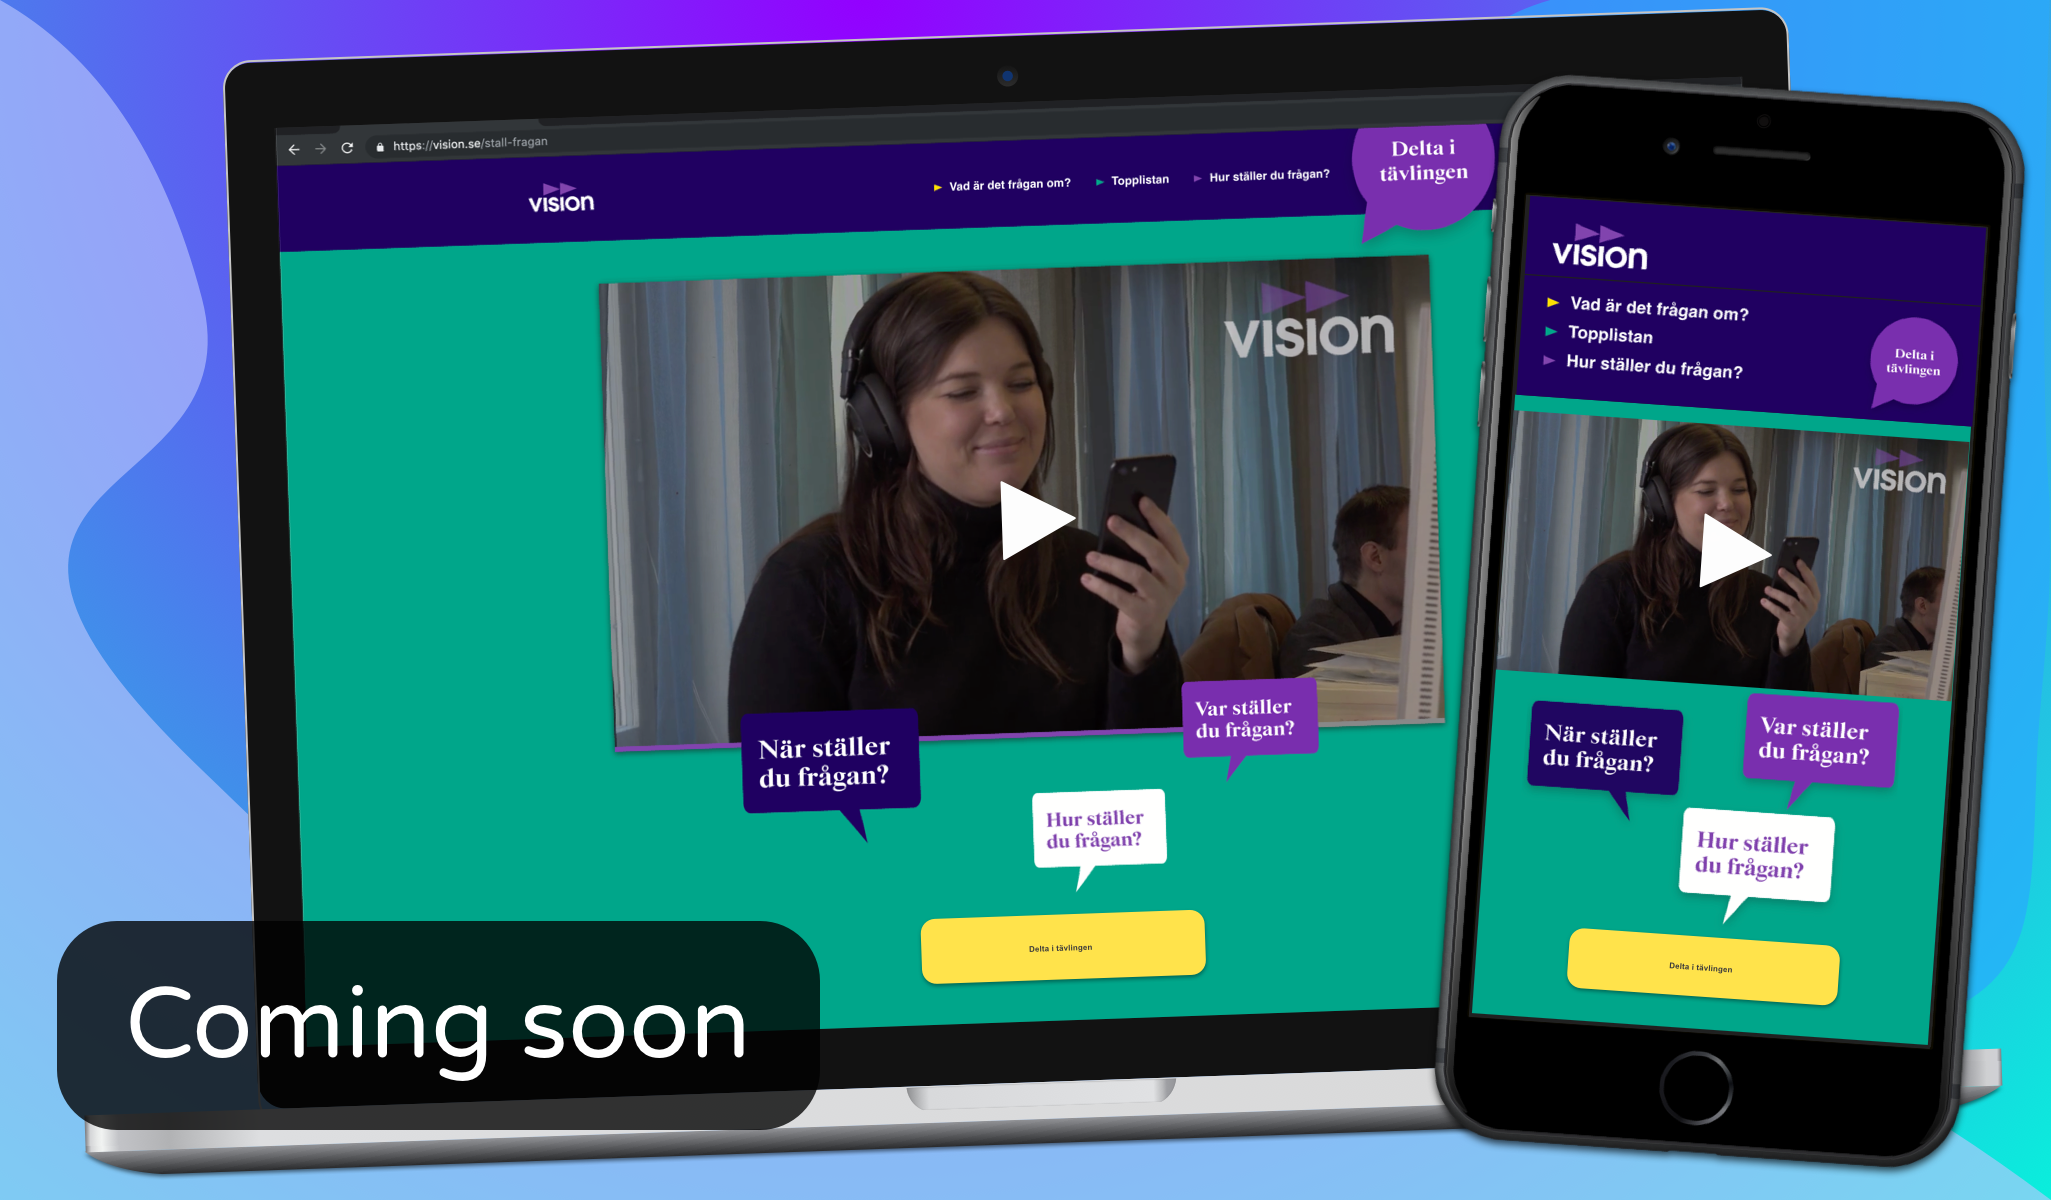 https://vision.se/stall-fragan
vision
Vad är det frågan om?
Topplistan
Hur ställer du frågan?
Delta i
tävlingen
vision
När ställer
du frågan?
Var ställer
du frågan?
Hur ställer
du frågan?
Delta i tävlingen
vision
Vad är det frågan om?
Topplistan
Hur ställer du frågan?
Delta i
tävlingen
vision
När ställer
du frågan?
Var ställer
du frågan?
Hur ställer
du frågan?
Delta i tävlingen
Coming soon